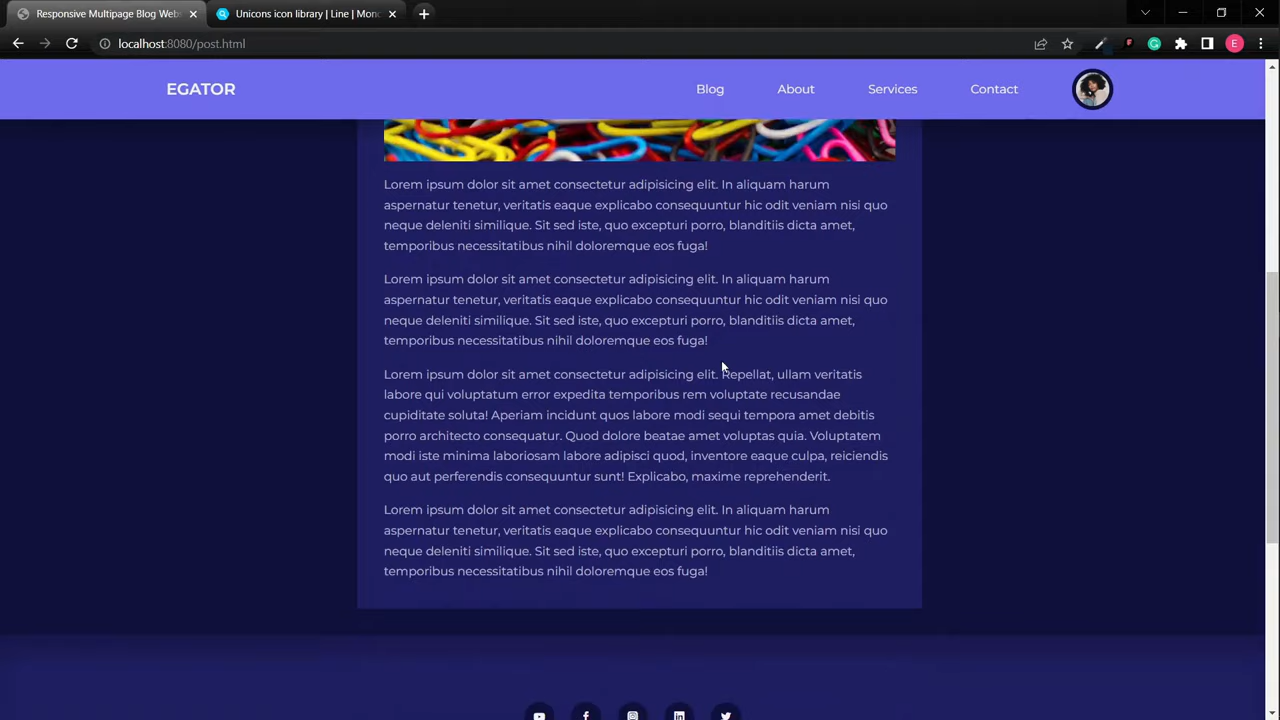 Responsive Multipage Blog Webs
Unicons icon library | Line | Mono
localhost:8080/post.html
E
EGATOR
Blog
About
Services
Contact
Lorem ipsum dolor sit amet consectetur adipisicing elit. In aliquam harum
aspernatur tenetur, veritatis eaque explicabo consequuntur hic odit veniam nisi quo
neque deleniti similique. Sit sed iste, quo excepturi porro, blanditiis dicta amet,
temporibus necessitatibus nihil doloremque eos fuga!
Lorem ipsum dolor sit amet consectetur adipisicing elit. In aliquam harum
aspernatur tenetur, veritatis eaque explicabo consequuntur hic odit veniam nisi quo
neque deleniti similique. Sit sed iste, quo excepturi porro, blanditiis dicta amet,
temporibus necessitatibus nihil doloremque eos fuga!
Lorem ipsum dolor sit amet consectetur adipisicing elit. Repellat, ullam veritatis
labore qui voluptatum error expedita temporibus rem voluptate recusandae
cupiditate soluta! Aperiam incidunt quos labore modi sequi tempora amet debitis
porro architecto consequatur. Quod dolore beatae amet voluptas quia. Voluptatem
modi iste minima laboriosam labore adipisci quod, inventore eaque culpa, reiciendis
quo aut perferendis consequuntur sunt! Explicabo, maxime reprehenderit.
Lorem ipsum dolor sit amet consectetur adipisicing elit. In aliquam harum
aspernatur tenetur, veritatis eaque explicabo consequuntur hic odit veniam nisi quo
neque deleniti similique. Sit sed iste, quo excepturi porro, blanditiis dicta amet,
temporibus necessitatibus nihil doloremque eos fuga!